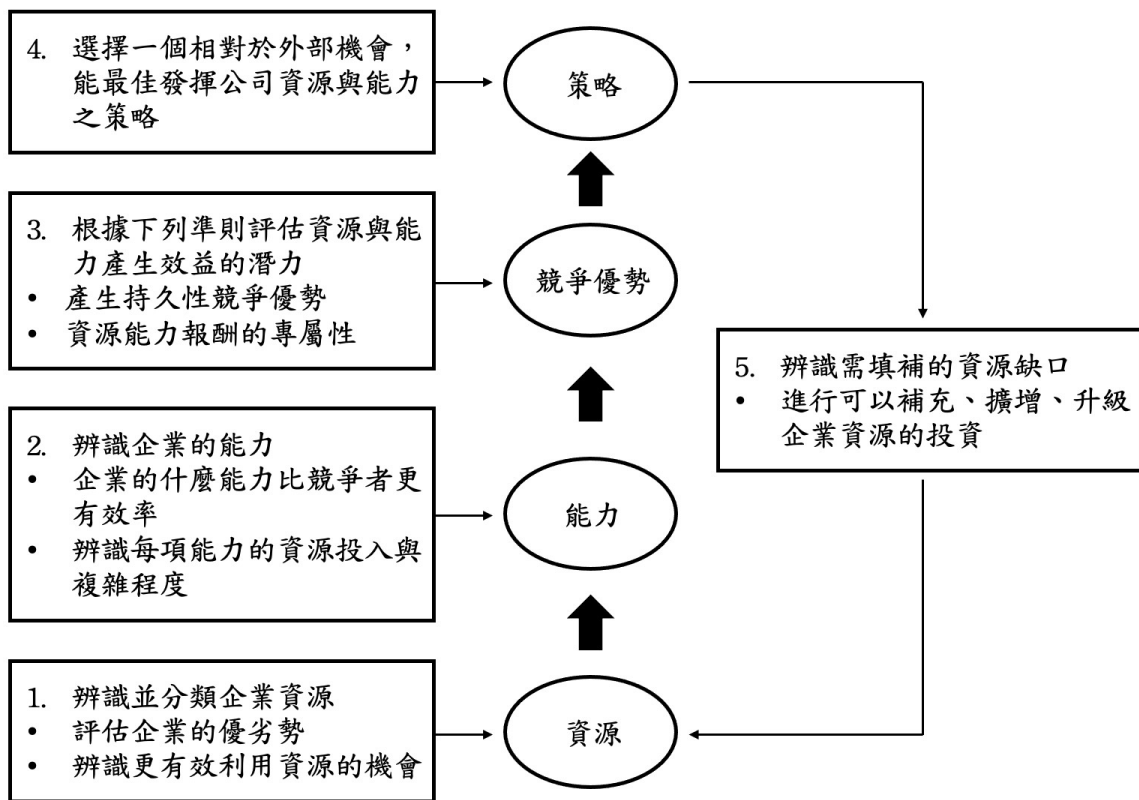 4. 選擇一個相對於外部機會，
能最佳發揮公司資源與能力
之策略
策略
3. 根據下列準則評估資源與能
力產生效益的潛力
• 產生持久性競爭優勢
• 資源能力報酬的專屬性
競爭優勢
5. 辨識需填補的資源缺口
• 進行可以補充、擴增、升級
企業資源的投資
2. 辨識企業的能力
• 企業的什麼能力比競爭者更
有效率
• 辨識每項能力的資源投入與
複雜程度
能力
1. 辨識並分類企業資源
• 評估企業的優劣勢
• 辨識更有效利用資源的機會
資源